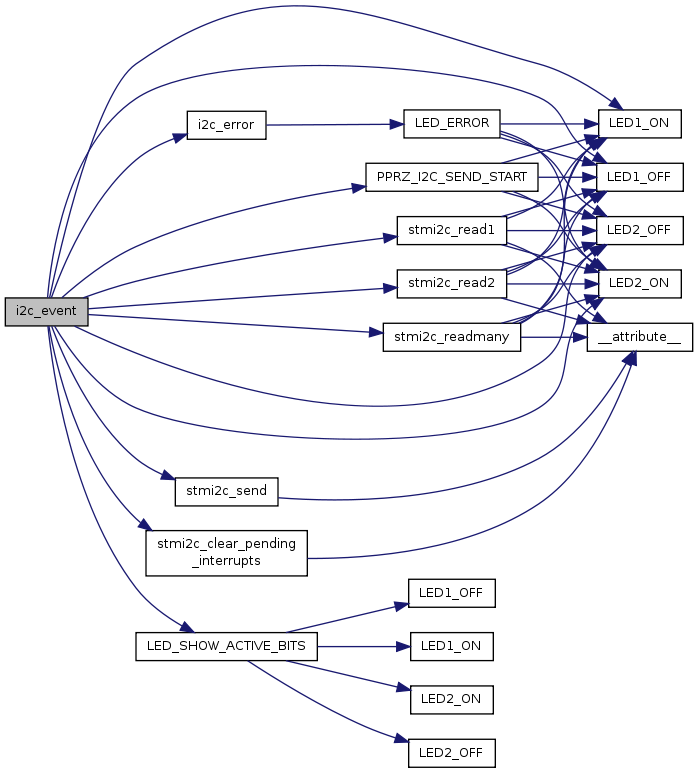 LED1_ON
i2c_error
LED_ERROR
PPRZ_I2C_SEND_START
LED1_OFF
stmi2c_read1
LED2_OFF
stmi2c_read2
LED2_ON
i2c_event
stmi2c_readmany
__attribute__
stmi2c_send
stmi2c_clear_pending
_interrupts
LED1_OFF
LED_SHOW_ACTIVE_BITS
LED1_ON
LED2_ON
LED2_OFF